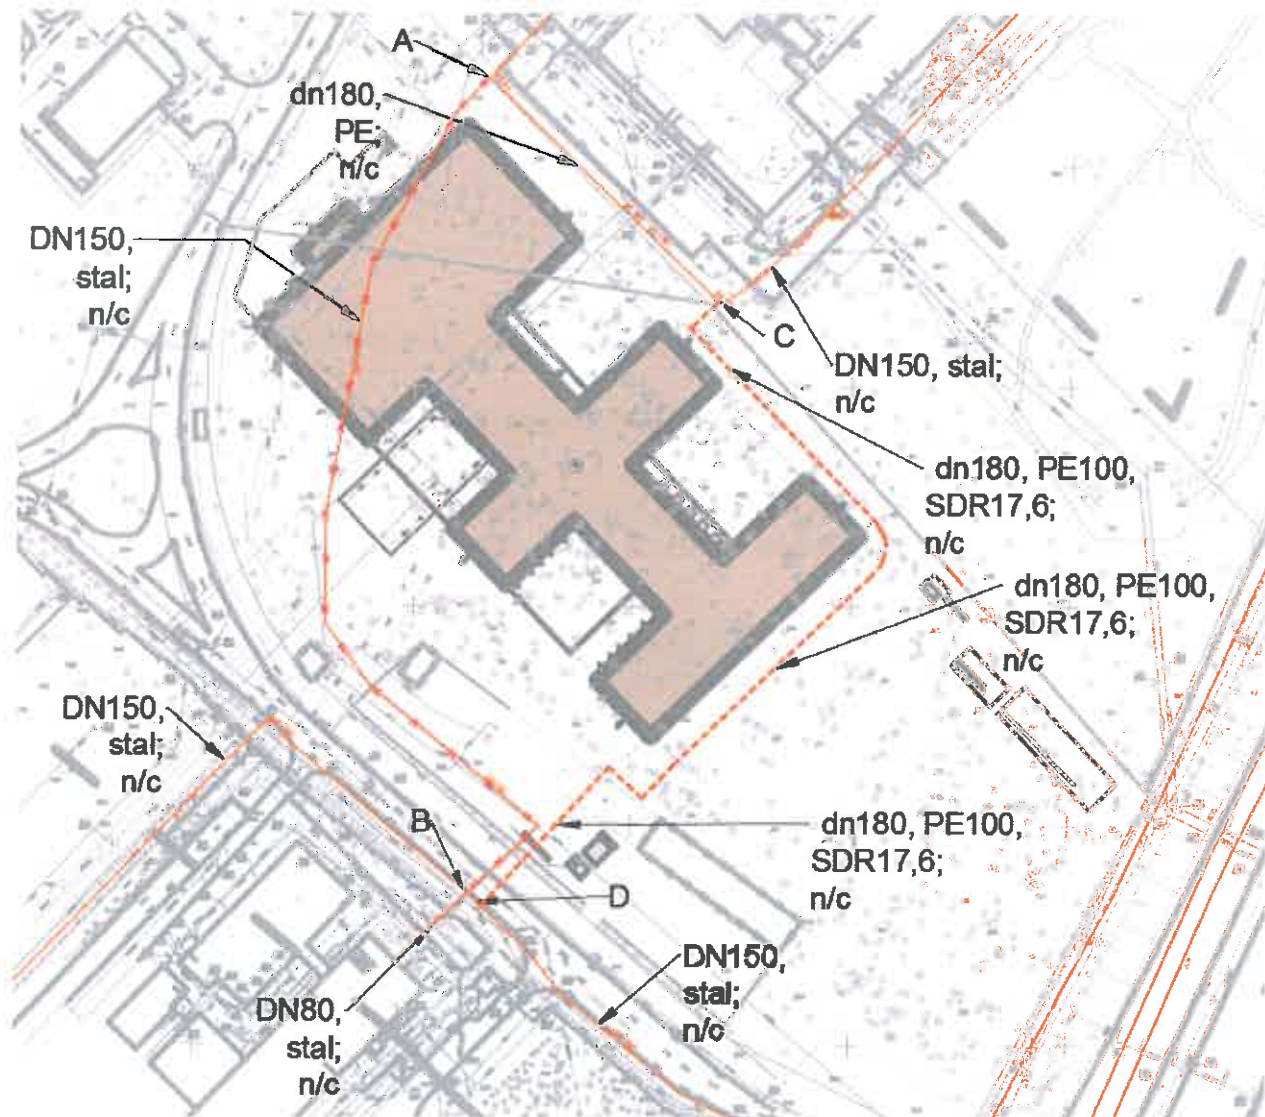 A
dn180,
PE;
n/c
DN150,
stal;
n/c
C
DN150, stal;
n/c
dn180, PE100,
SDR17,6;
n/c
dn180, PE100,
SDR17,6;
n/c
DN150,
stal;
n/c
B
dn180, PE100,
SDR17,6;
n/c
D
DN150,
stal;
n/c
DN80,
stal;
n/c